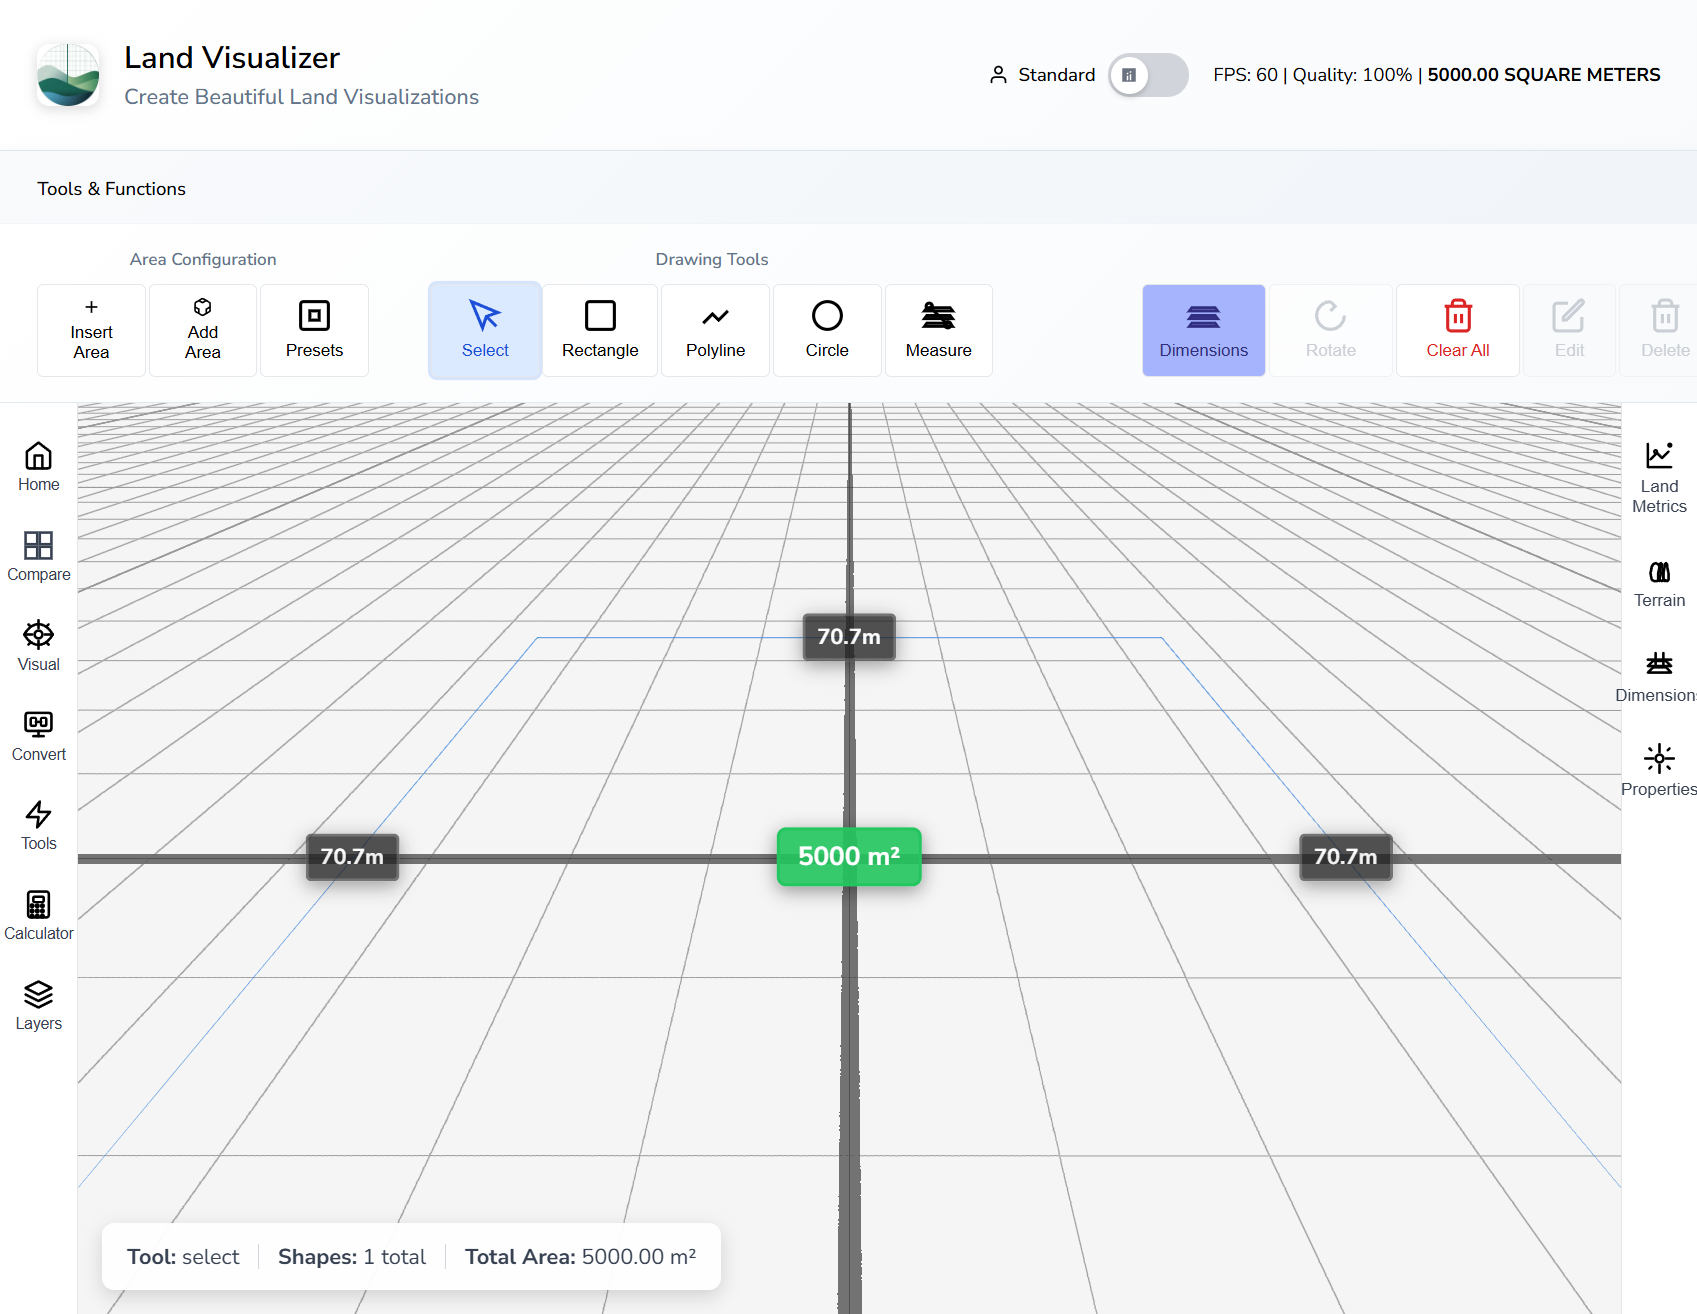 Land Visualizer
Create Beautiful Land Visualizations
Standard
FPS: 60 | Quality: 100% | 5000.00 SQUARE METERS
Tools & Functions
Area Configuration
Drawing Tools
Insert
Area
Add
Area
Presets
Select
Rectangle
Polyline
Circle
Measure
Dimensions
Rotate
Clear All
Edit
Delete
Home
Compare
Visual
Convert
Tools
Calculator
Layers
70.7m
70.7m
5000 m²
70.7m
Land
Metrics
Terrain
Dimension
Properties
Tool: select
Shapes: 1 total
Total Area: 5000.00 m²